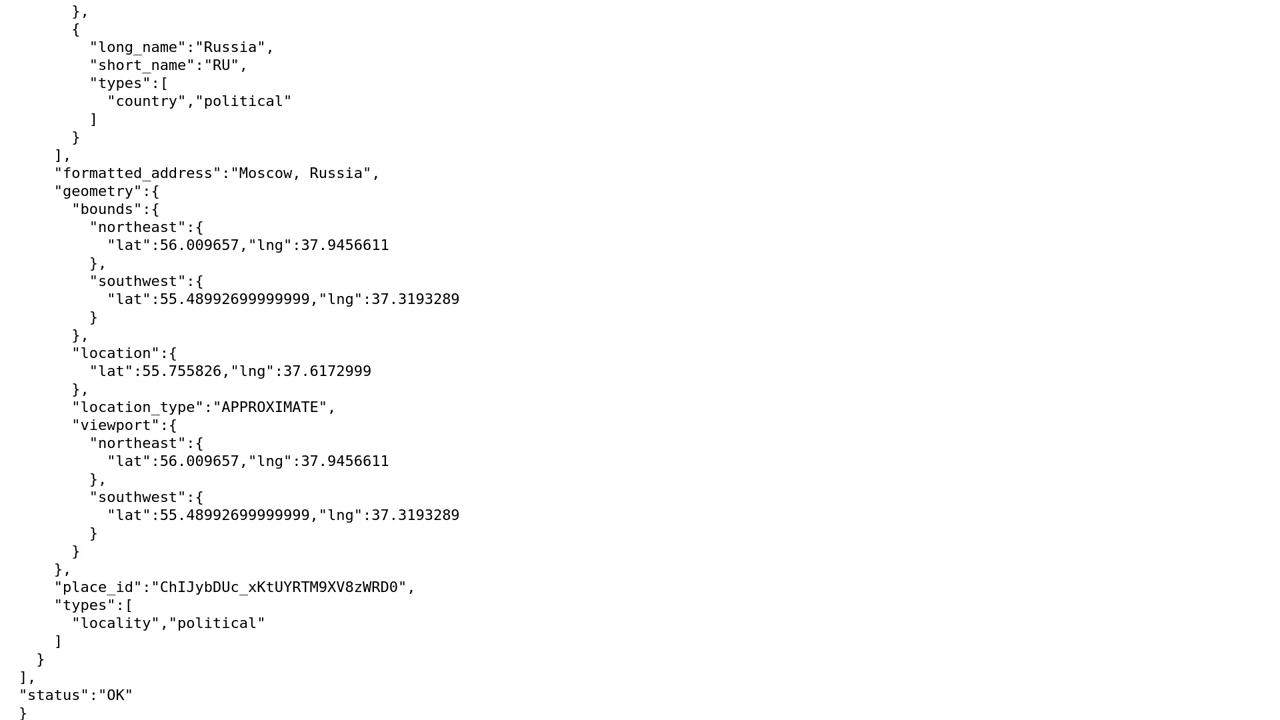 },
{
"long_name":"Russia",
"short_name":"RU",
"types":[
"country","political"
]
}
],
"formatted_address":"Moscow, Russia",
"geometry":{
"bounds":{
"northeast":{
"lat":56.009657,"lng":37.9456611
},
"southwest":{
"lat":55.48992699999999,"lng":37.3193289
}
},
"location":{
"lat":55.755826,"lng":37.6172999
},
"location_type":"APPROXIMATE",
"viewport":{
"northeast":{
"lat":56.009657,"lng":37.9456611
},
"southwest":{
"lat":55.48992699999999,"lng":37.3193289
}
}
},
"place_id":"ChIJybDUc_xKtUYRTM9XV8zWRD0",
"types":[
"locality","political"
]
}
],
"status":"OK"
}